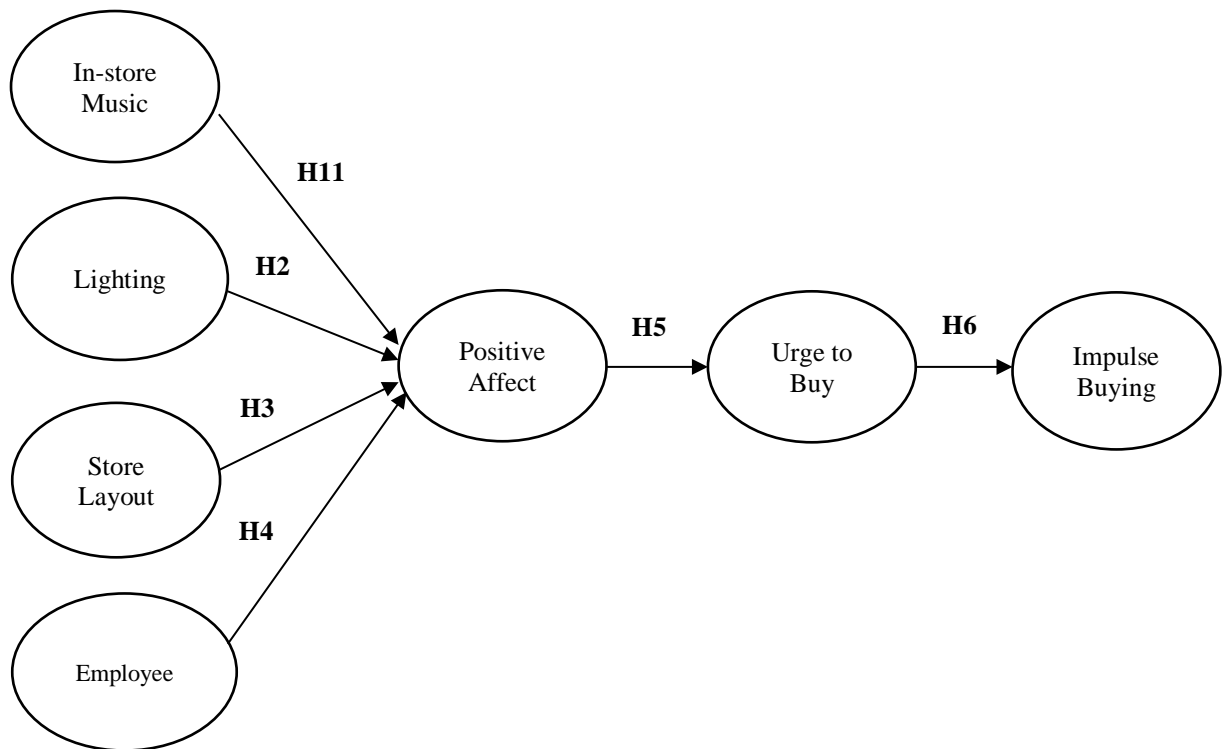 In-store
Music
H11
Lighting
H2
Positive
Affect
H5
Urge to
Buy
H6
Impulse
Buying
H3
Store
Layout
H4
Employee